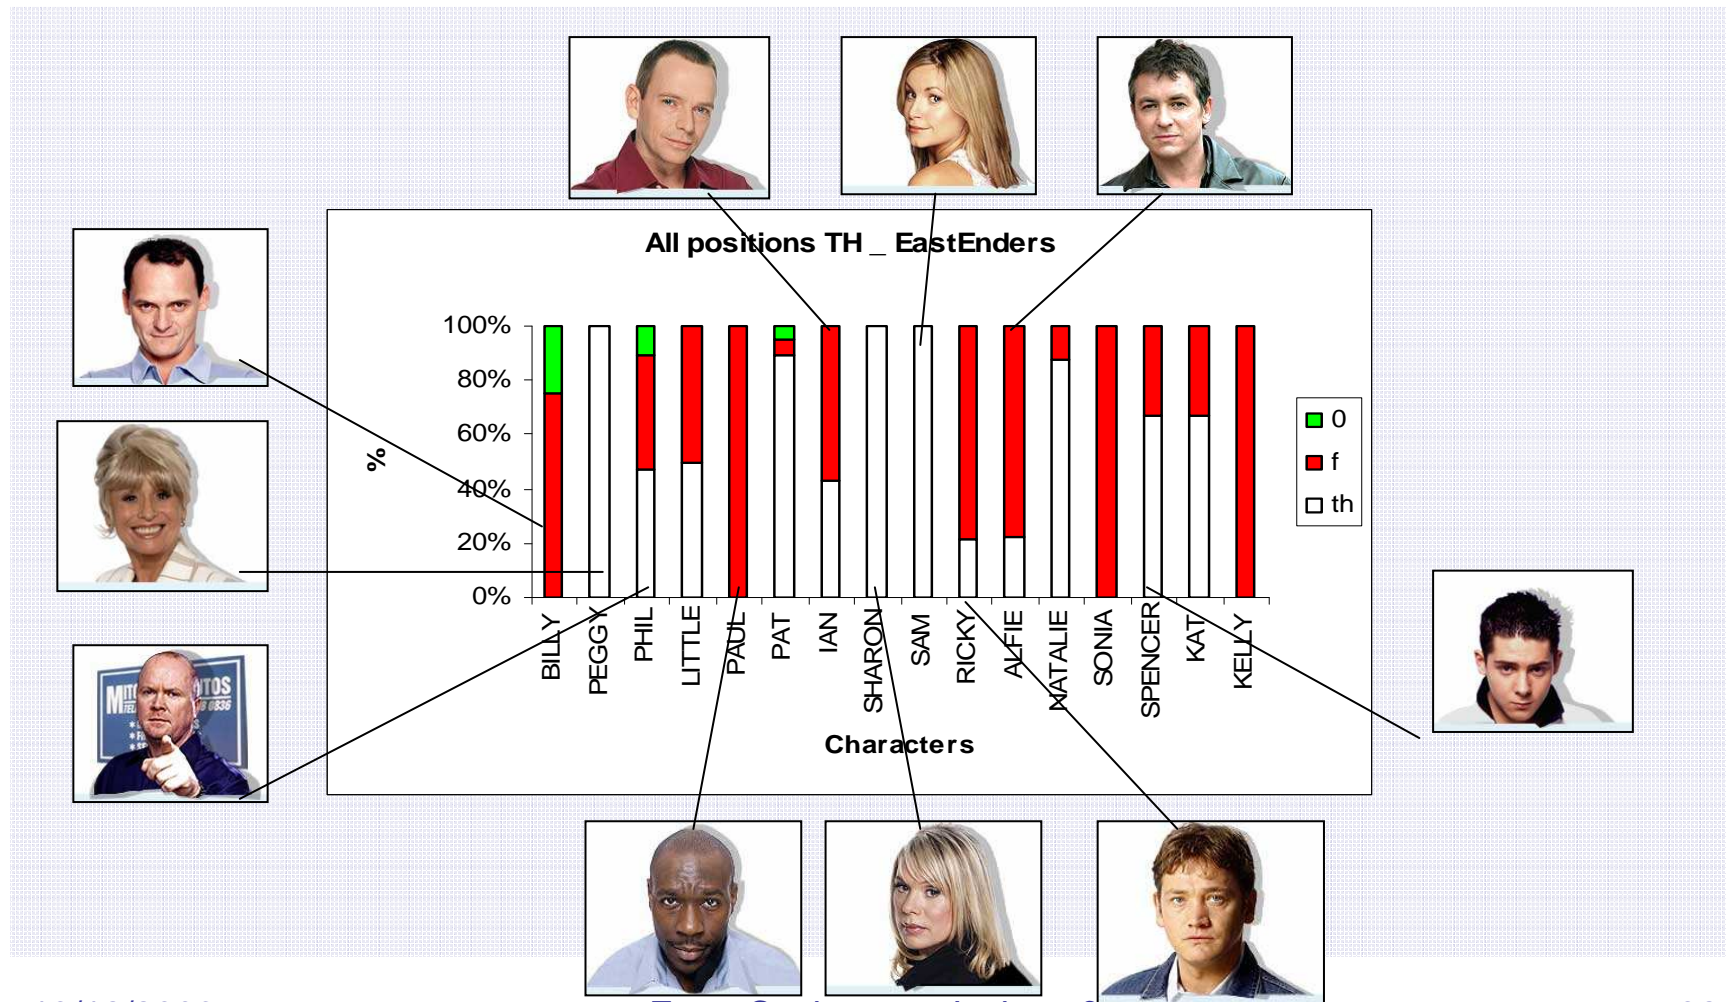 All positions TH _ EastEnders
100%
80%
60%
40%
20%
0%
%
BILLY
PEGGY
PHIL
LITTLE
PAUL
PAT
IAN
SHARON
SAM
RICKY
ALFIE
NATALIE
SONIA
SPENCER
KAT
KELLY
Characters
0
f
th